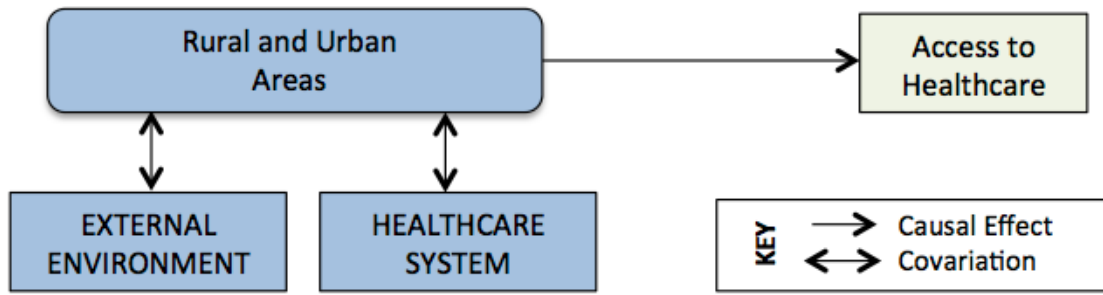 Rural and Urban
Areas
Access to
Healthcare
EXTERNAL
ENVIRONMENT
HEALTHCARE
SYSTEM
KEY
Causal Effect
Covariation